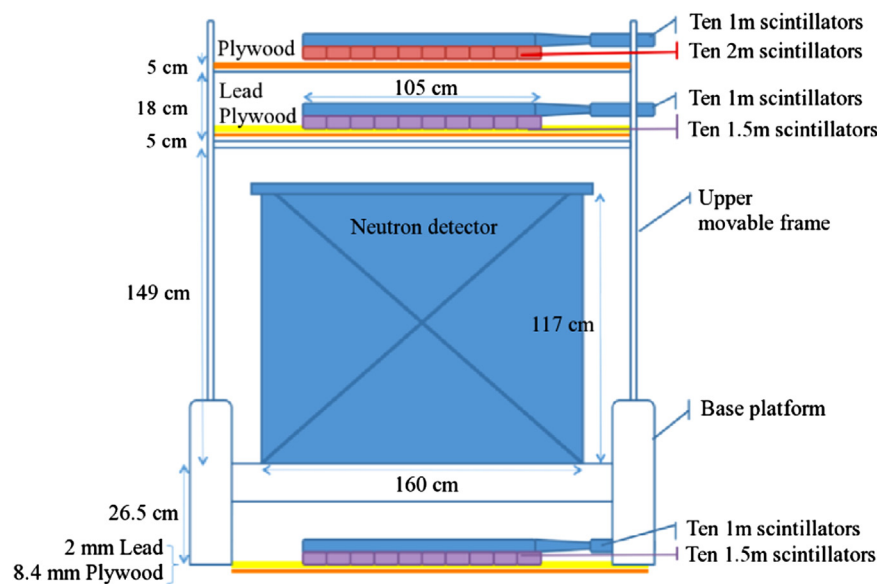 Ten 1m scintillators
Plywood
Ten 2m scintillators
5 cm
Lead
105 cm
Ten 1m scintillators
18 cm
Plywood
Ten 1.5m scintillators
5 cm
Upper
movable frame
Neutron detector
149 cm
117 cm
Base platform
160 cm
26.5 cm
Ten 1m scintillators
2 mm Lead
Ten 1.5m scintillators
8.4 mm Plywood